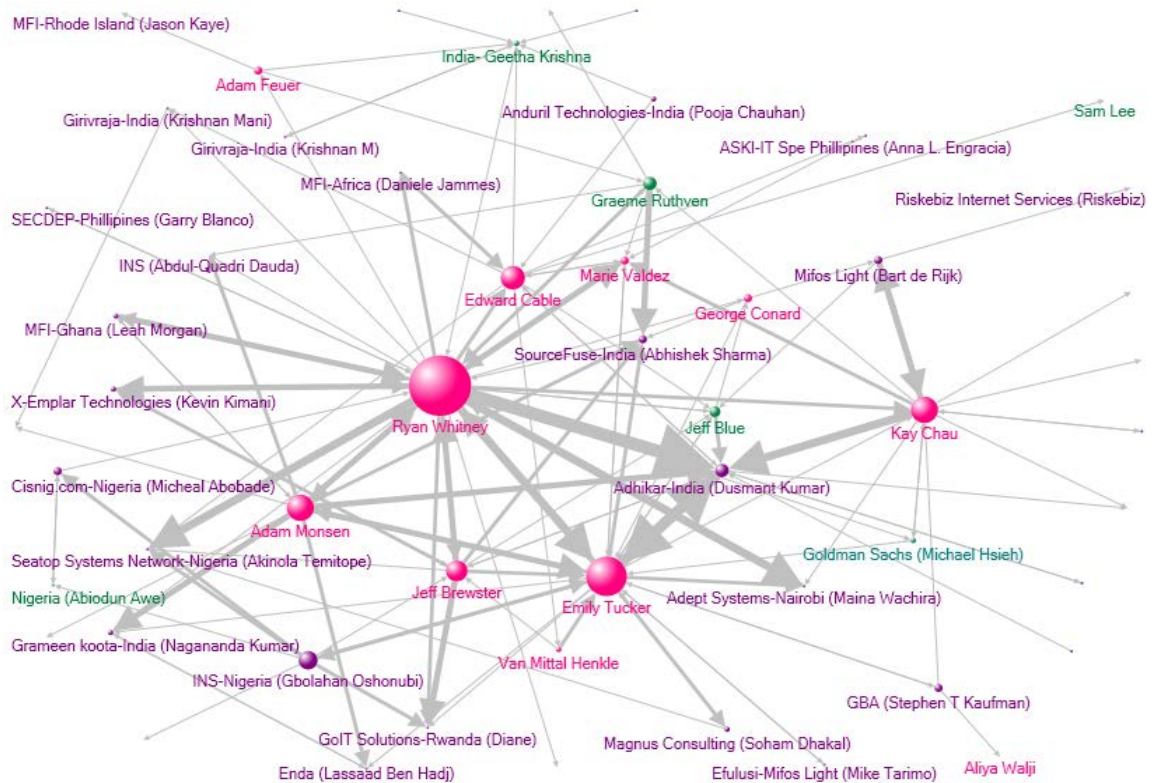 MFI-Rhode Island (Jason Kaye)
India- Geetha Krishna
Adam Feuer
Anduril Technologies-India (Pooja Chauhan)
Sam Lee
Girivraja-India (Krishnan Mani)
Girivraja-India (Krishnan M)
ASKI-IT Spe Phillipines (Anna L. Engracia)
MFI-Africa (Daniele Jammes)
Graeme Ruthven
Riskebiz Internet Services (Riskebiz)
SECDEP-Phillipines (Garry Blanco)
INS (Abdul-Quadri Dauda)
Marie Valdez
Mifos Light (Bart de Rijk)
Edward Cable
George Conard
MFI-Ghana (Leah Morgan)
SourceFuse-India (Abhishek Sharma)
X-Emplar Technologies (Kevin Kimani)
Ryan Whitney
Jeff Blue
Kay Chau
Cisnig.com-Nigeria (Micheal Abobade)
Adhikar-India (Dusmant Kumar)
Adam Monsen
Goldman Sachs (Michael Hsieh)
Seatop Systems Network-Nigeria (Akinola Temitope)
Jeff Brewster
Nigeria (Abiodun Awe)
Emily Tucker
Adept Systems-Nairobi (Maina Wachira)
Grameen koota-India (Nagananda Kumar)
Van Mittal Henkle
INS-Nigeria (Gbolahan Oshonubi)
GBA (Stephen T Kaufman)
GoIT Solutions-Rwanda (Diane)
Magnus Consulting (Soham Dhakal)
Enda (Lassaad Ben Hadj)
Efulusi-Mifos Light (Mike Tarimo)
Aliya Walji